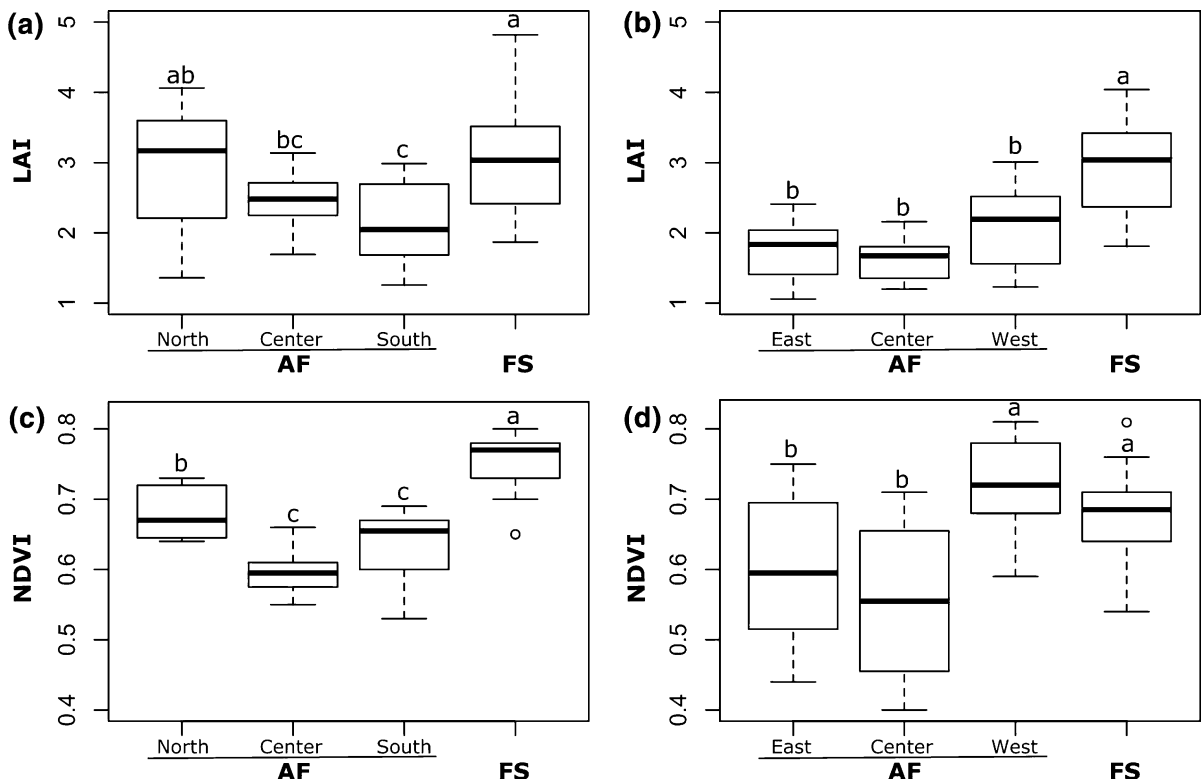 (a)
LAI
5
4
3
2
1
ab
bc
c
a
North Center South
AF FS
(b)
LAI
5
4
3
2
1
b
b
b
a
East Center West
AF FS
(c)
NDVI
0.8
0.7
0.6
0.5
0.4
b
c
c
a
North Center South
AF FS
(d)
NDVI
0.8
0.7
0.6
0.5
0.4
b
b
a
a
East Center West
AF FS